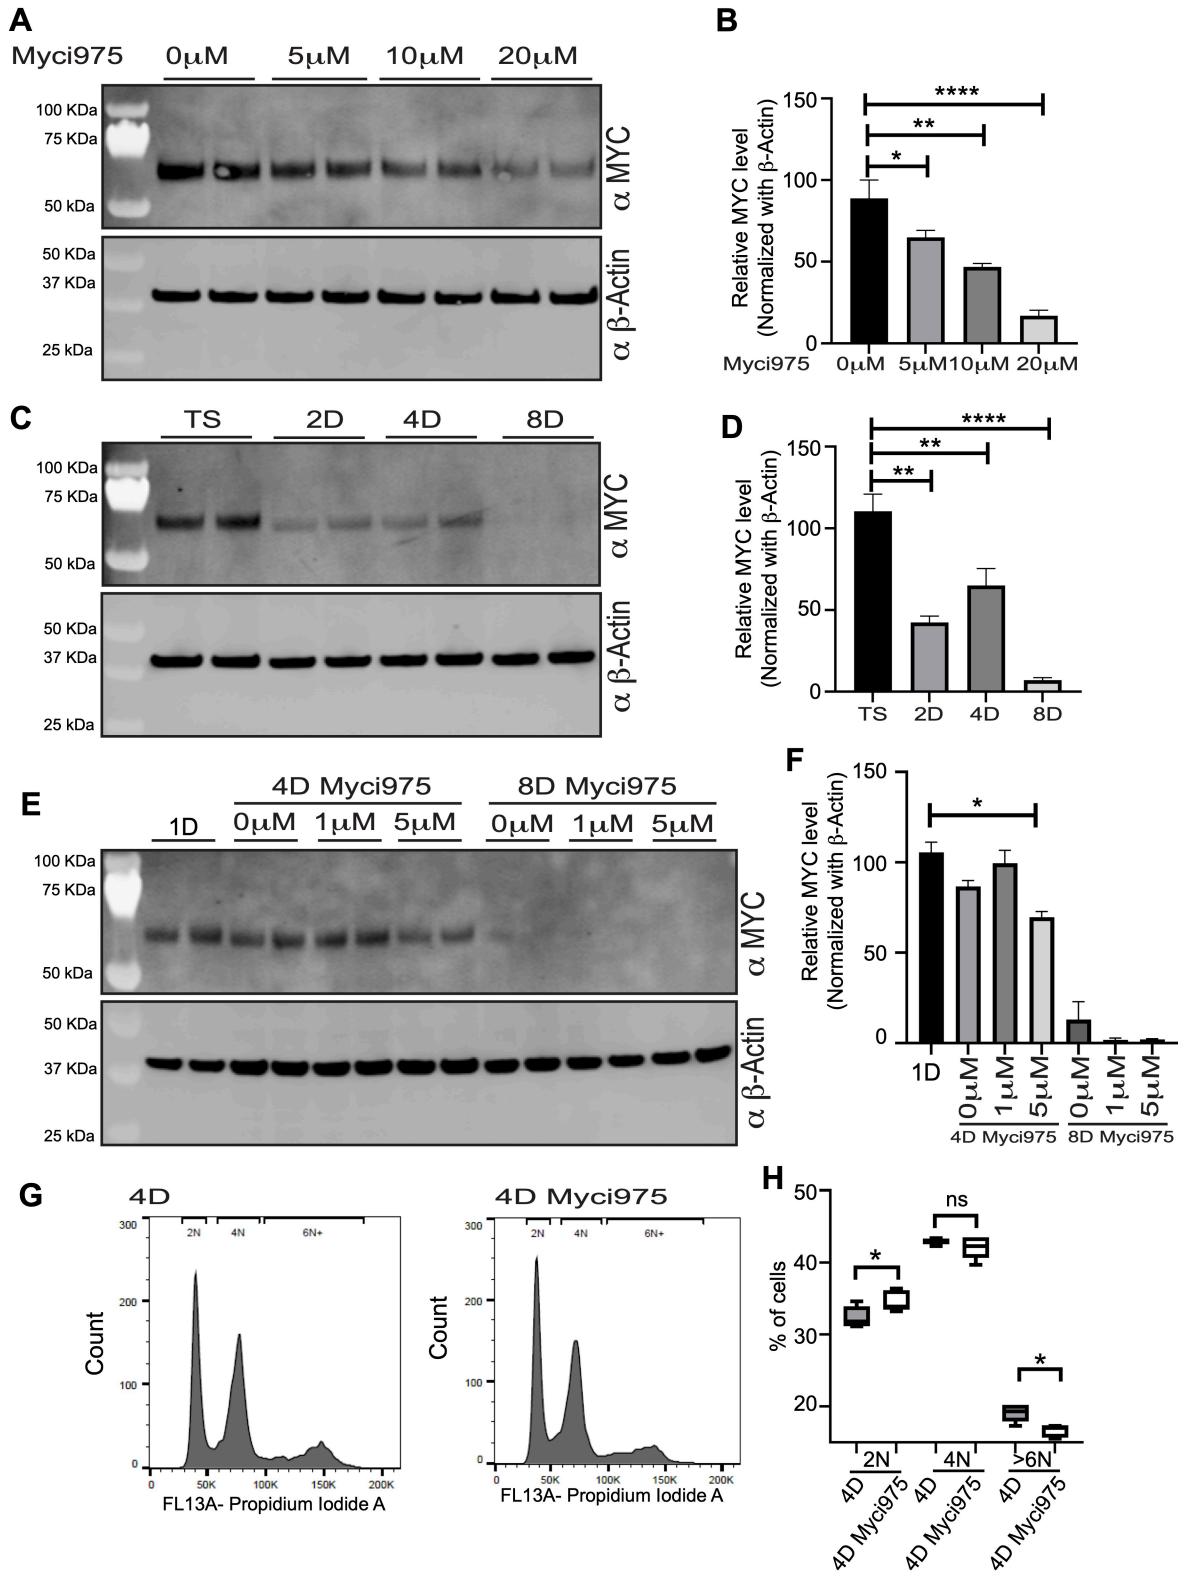 A
Myci975 0µM 5µM 10µM 20µM
100 KDa
75 KDa
50 kDa
α MYC
50 KDa
37 KDa
25 kDa
α β-Actin
B
Relative MYC level
(Normalized with β-Actin)
150
100
50
0
****
**
*
Myci975 0µM 5µM 10µM 20µM
C
TS 2D 4D 8D
100 KDa
75 KDa
50 kDa
α MYC
50 KDa
37 KDa
25 kDa
α β-Actin
D
Relative MYC level
(Normalized with β-Actin)
150
100
50
0
****
**
**
TS 2D 4D 8D
E
4D Myci975 8D Myci975
1D 0µM 1µM 5µM 0µM 1µM 5µM
100 KDa
75 KDa
50 kDa
α MYC
50 KDa
37 KDa
25 kDa
α β-Actin
F
Relative MYC level
(Normalized with β-Actin)
150
100
50
0
*
1D 0µM 1µM 5µM 0µM 1µM 5µM
4D Myci975 8D Myci975
G
4D
300
200
100
0
2N 4N 6N+
Count
0 50K 100K 150K 200K
FL13A- Propidium Iodide A
4D Myci975
300
200
100
0
2N 4N 6N+
Count
0 50K 100K 150K 200K
FL13A- Propidium Iodide A
H
% of cells
50
40
30
20
*
ns
*
2N 4N >6N
4D 4D Myci975 4D 4D Myci975 4D 4D Myci975